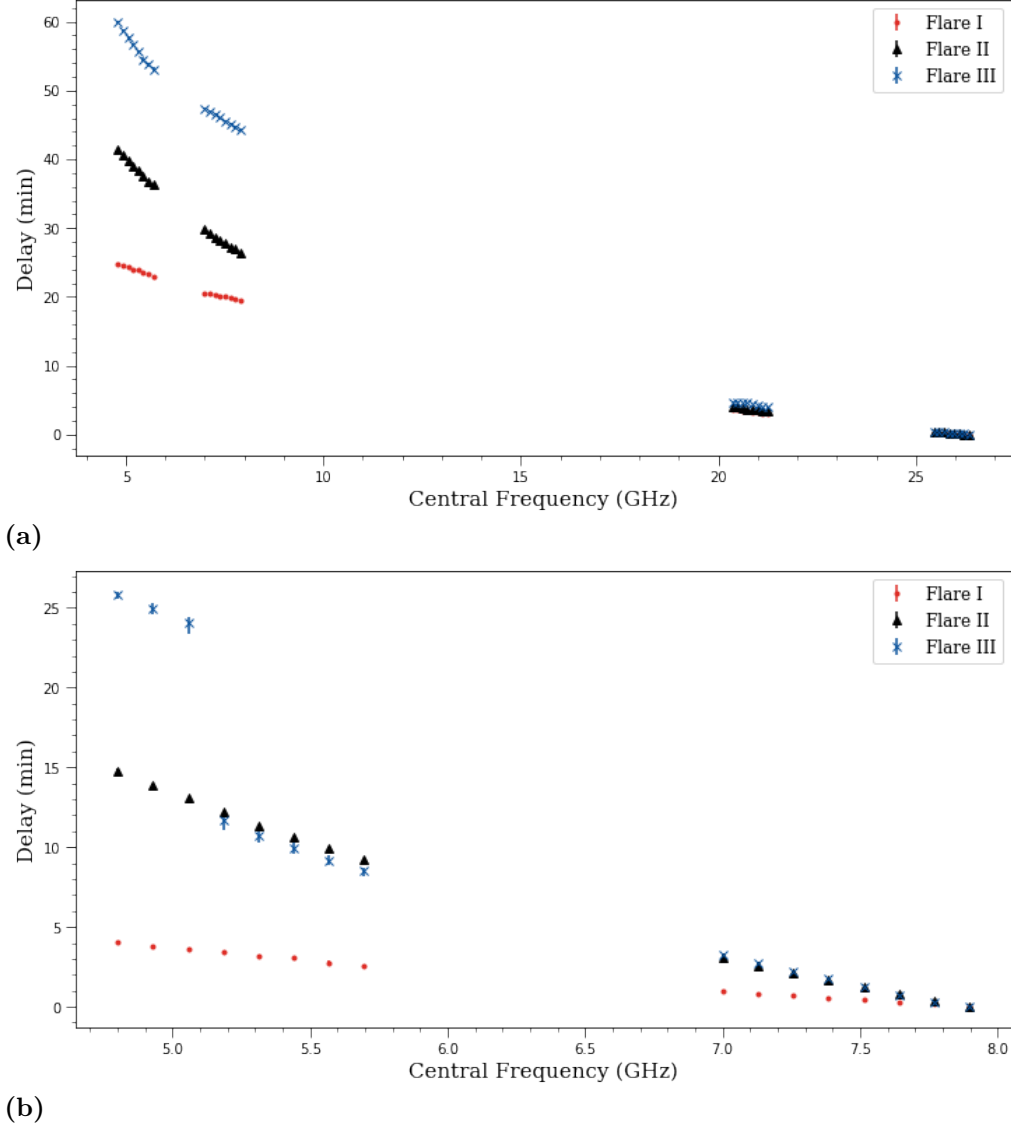 60
50
40
30
20
10
0
Delay (min)
Flare I
Flare II
Flare III
5
10
15
20
25
Central Frequency (GHz)
(a)
25
20
15
10
5
0
Delay (min)
Flare I
Flare II
Flare III
5.0
5.5
6.0
6.5
7.0
7.5
8.0
Central Frequency (GHz)
(b)